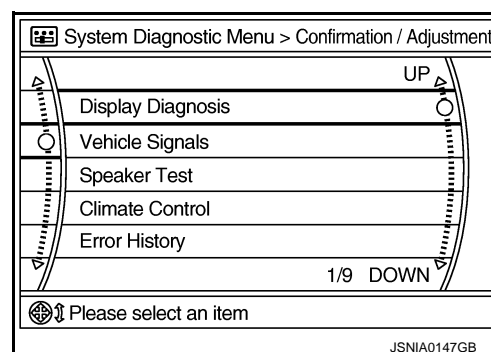 System Diagnostic Menu > Confirmation / Adjustment
UP
Display Diagnosis
Vehicle Signals
Speaker Test
Climate Control
Error History
1/9 DOWN
Please select an item
JSNIA0147GB